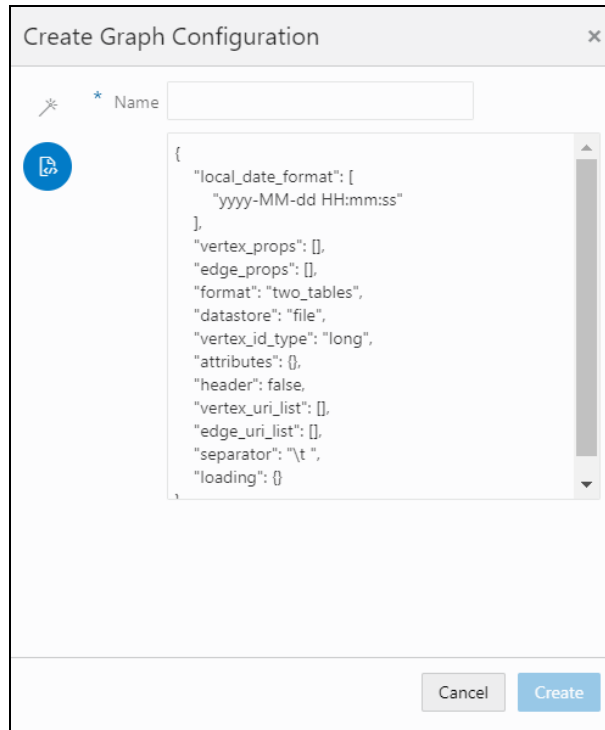 Create Graph Configuration ×
* Name
{
"local_date_format": [
"yyyy-MM-dd HH:mm:ss"
],
"vertex_props": [],
"edge_props": [],
"format": "two_tables",
"datastore": "file",
"vertex_id_type": "long",
"attributes": {},
"header": false,
"vertex_uri_list": [],
"edge_uri_list": [],
"separator": "\t ",
"loading": {}
}
Cancel Create